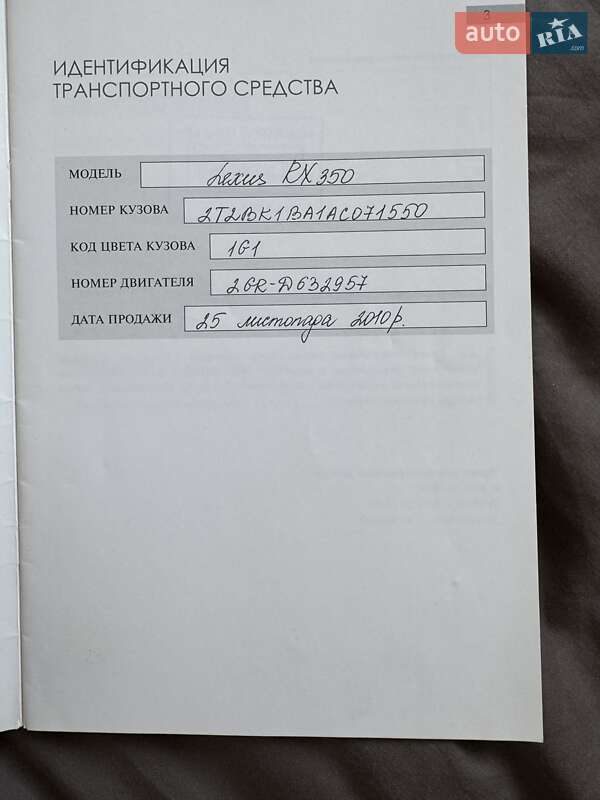 3
auto RIA .com
ИДЕНТИФИКАЦИЯ
ТРАНСПОРТНОГО СРЕДСТВА
МОДЕЛЬ Lexus RX350
НОМЕР КУЗОВА 2T2BK1BA1AC071550
КОД ЦВЕТА КУЗОВА 1G1
НОМЕР ДВИГАТЕЛЯ 2GR-D632957
ДАТА ПРОДАЖИ 25 листопада 2010р.